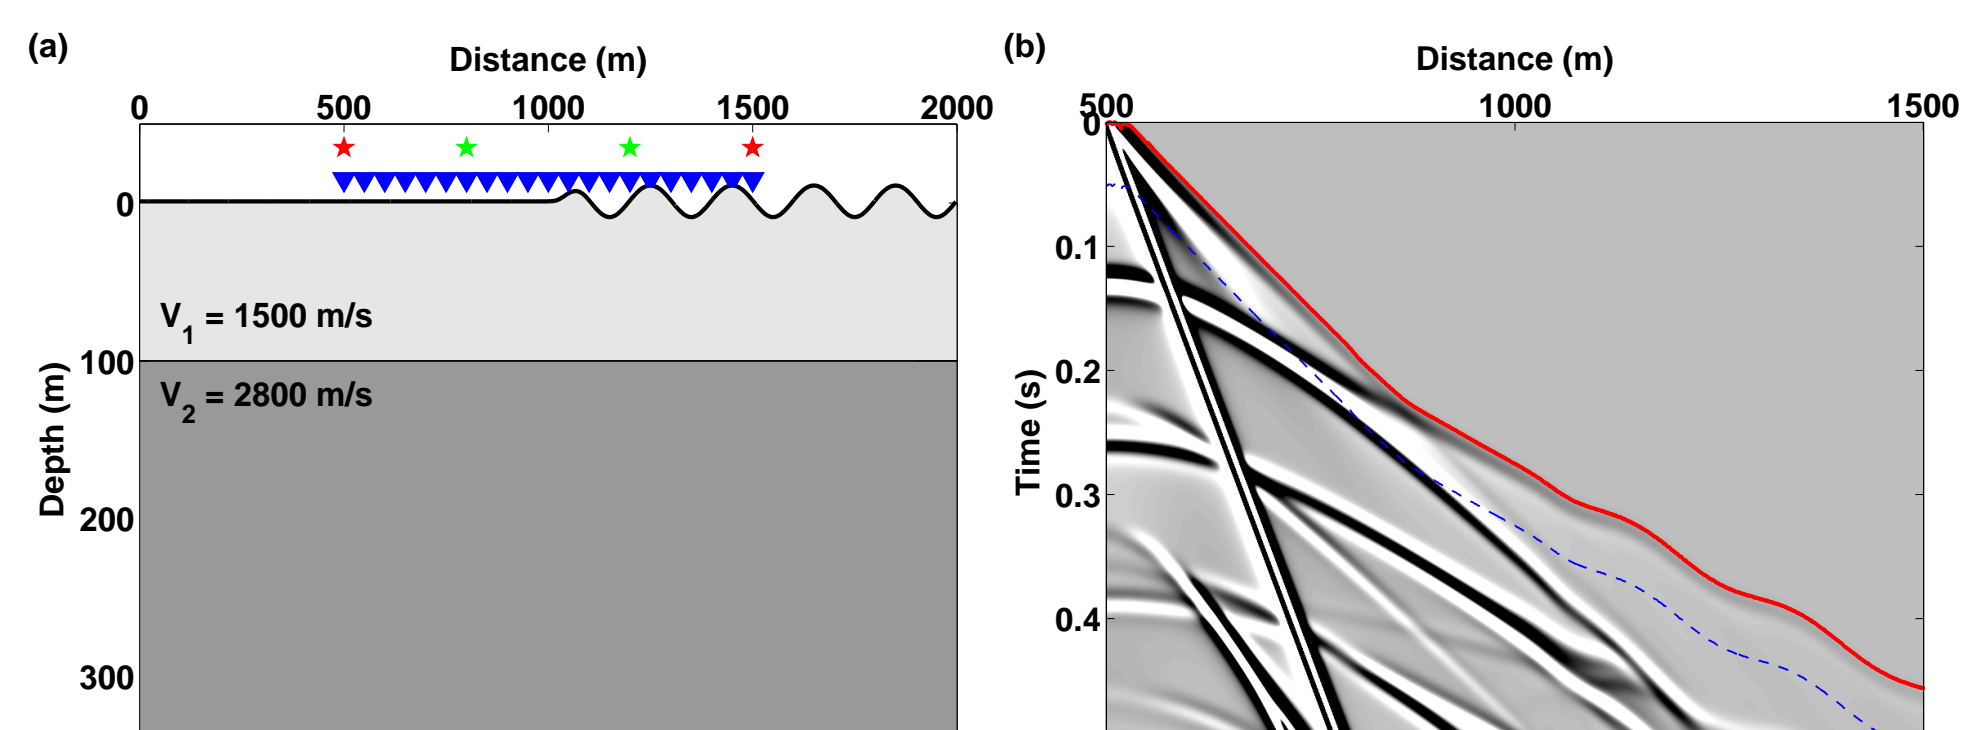 (a)
Distance (m)
0 500 1000 1500 2000
0
V1 = 1500 m/s
100
V2 = 2800 m/s
200
300
Depth (m)
(b)
Distance (m)
500 1000 1500
0
0.1
0.2
0.3
0.4
Time (s)